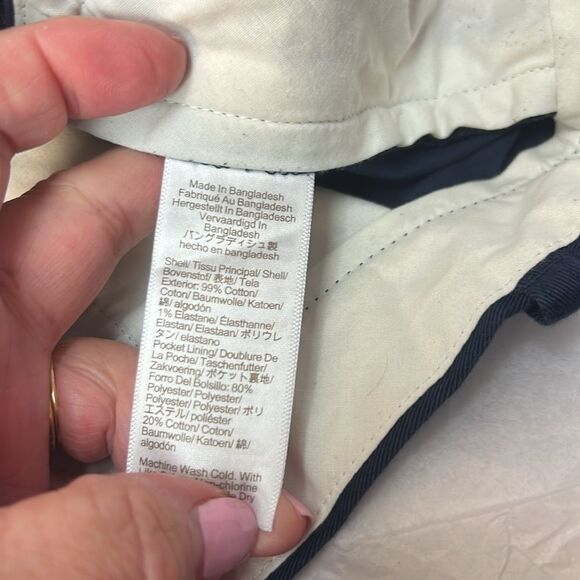 Made In Bangladesh
Fabriqué Au Bangladesh
Hergestellt In Bangladesch
Vervaardigd In
Bangladesh
バングラディシュ製
hecho en bangladesh
Shell/ Tissu Principal/ Shell/
Bovenstof/ 表地/ Tela
Exterior: 99% Cotton/
Coton/ Baumwolle/ Katoen/
綿/ algodón
1% Elastane/ Élasthanne/
Elastan/ Elastaan/ ポリウレ
タン/ elastano
Pocket Lining/ Doublure De
La Poche/ Taschenfutter/
Zakvoering/ ポケット裏地/
Forro Del Bolsillo: 80%
Polyester/ Polyester/
Polyester/ Polyester/ ポリ
エステル/ poliéster
20% Cotton/ Coton/
Baumwolle/ Katoen/ 綿/
algodón
Machine Wash Cold. With
Dry